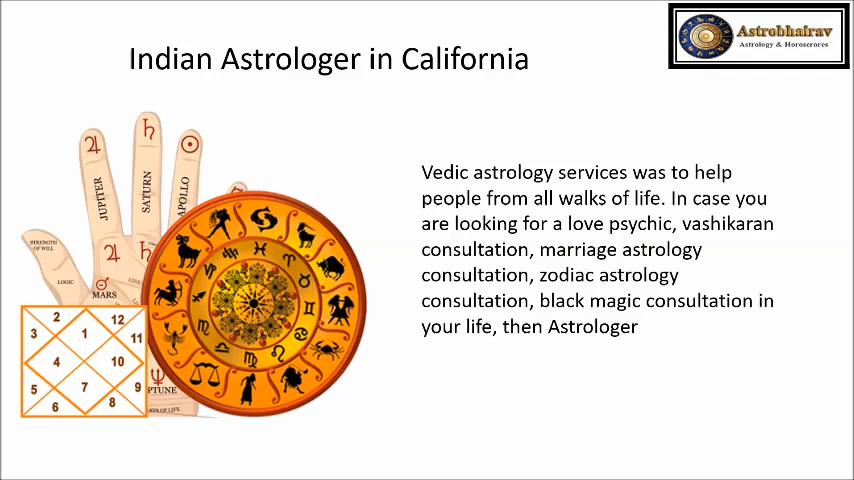 Astrobhairav
Astrology & Horoscrores
Indian Astrologer in California
Vedic astrology services was to help
people from all walks of life. In case you
are looking for a love psychic, vashikaran
consultation, marriage astrology
consultation, zodiac astrology
consultation, black magic consultation in
your life, then Astrologer
JUPITER
SATURN
APOLLO
STRENGTH
OF WILL
LOGIC
MARS
2
12
3
1
11
4
10
5
7
9
6
8